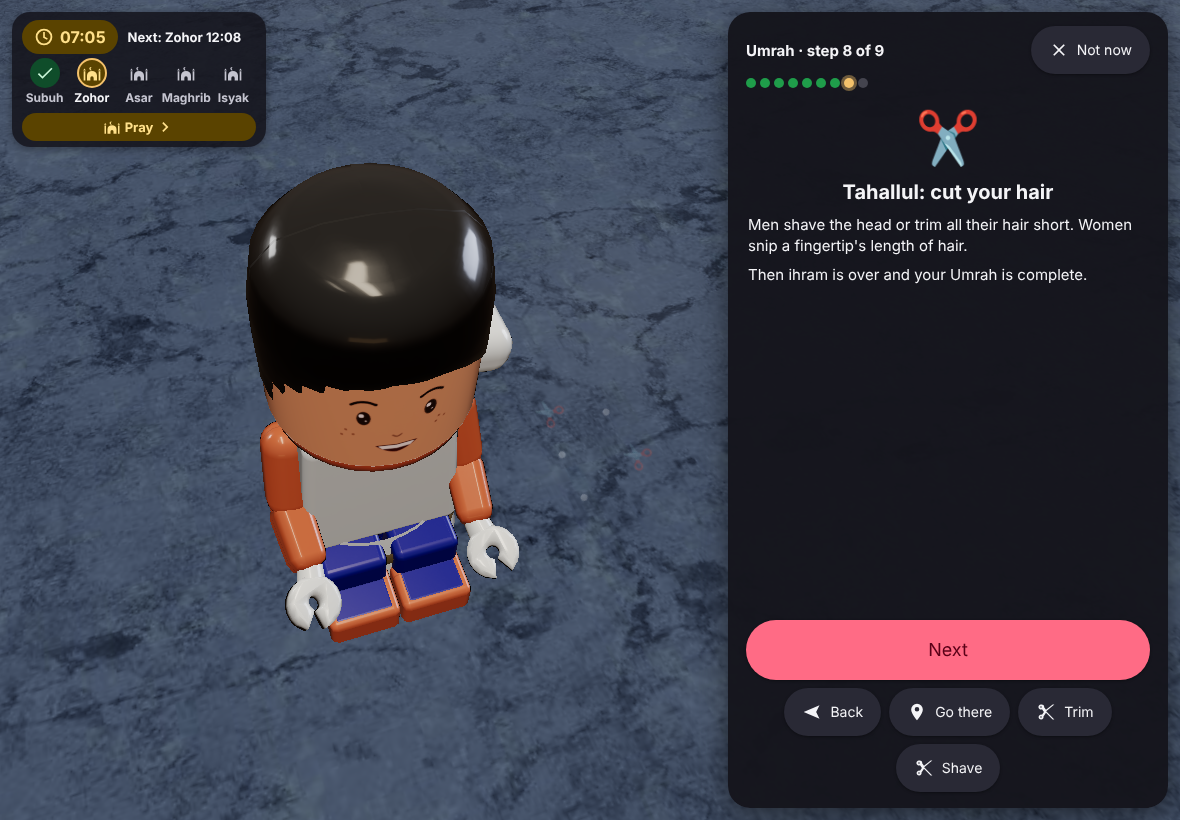 07:05
Next: Zohor 12:08
Subuh
Zohor
Asar
Maghrib
Isyak
Pray
Umrah · step 8 of 9
Not now
Tahallul: cut your hair
Men shave the head or trim all their hair short. Women
snip a fingertip's length of hair.
Then ihram is over and your Umrah is complete.
Next
Back
Go there
Trim
Shave